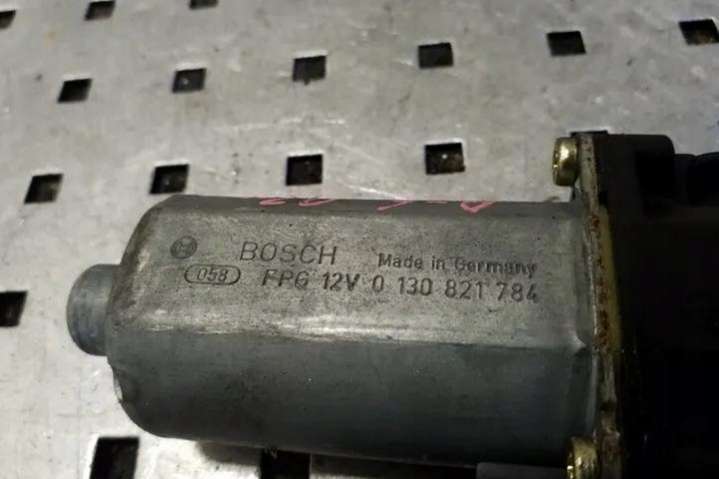 BOSCH Made in Germany
058 FPG 12V 0 130 821 784